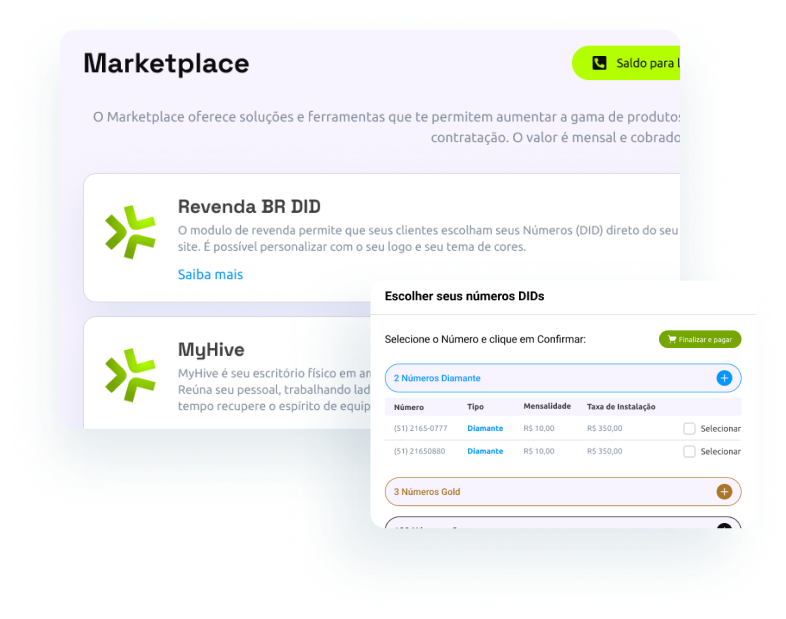 Marketplace
Saldo para l
O Marketplace oferece soluções e ferramentas que te permitem aumentar a gama de produtos
contratação. O valor é mensal e cobrado
Revenda BR DID
O modulo de revenda permite que seus clientes escolham seus Números (DID) direto do seu
site. É possível personalizar com o seu logo e seu tema de cores.
Saiba mais
MyHive
MyHive é seu escritório físico em am
Reúna seu pessoal, trabalhando lad
tempo recupere o espírito de equip
Escolher seus números DIDs
Selecione o Número e clique em Confirmar:
Finalizar e pagar
2 Números Diamante
Número Tipo Mensalidade Taxa de Instalação
(51) 2165-0777 Diamante R$ 10,00 R$ 350,00 Selecionar
(51) 21650880 Diamante R$ 10,00 R$ 350,00 Selecionar
3 Números Gold